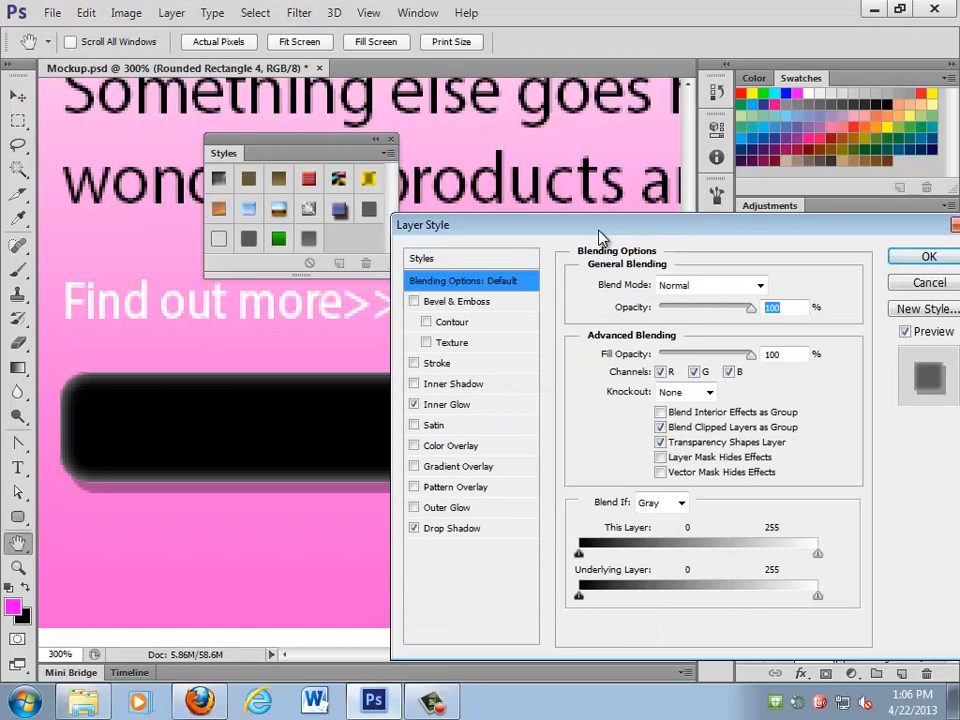 Ps File Edit Image Layer Type Select Filter 3D View Window Help
Scroll All Windows Actual Pixels Fit Screen Fill Screen Print Size
Mockup.psd @ 300% (Rounded Rectangle 4, RGB/8) * ×
Color Swatches
Something else goes
Styles
wond products a
Adjustments
Find out more>>
Layer Style
Styles
Blending Options: Default
Bevel & Emboss
Contour
Texture
Stroke
Inner Shadow
Inner Glow
Satin
Color Overlay
Gradient Overlay
Pattern Overlay
Outer Glow
Drop Shadow
Blending Options
General Blending
Blend Mode: Normal
Opacity: 100 %
Advanced Blending
Fill Opacity: 100 %
Channels: R G B
Knockout: None
Blend Interior Effects as Group
Blend Clipped Layers as Group
Transparency Shapes Layer
Layer Mask Hides Effects
Vector Mask Hides Effects
Blend If: Gray
This Layer: 0 255
Underlying Layer: 0 255
OK
Cancel
New Style...
Preview
300% Doc: 5.86M/58.6M
Mini Bridge Timeline
fx
W Ps
1:06 PM
4/22/2013